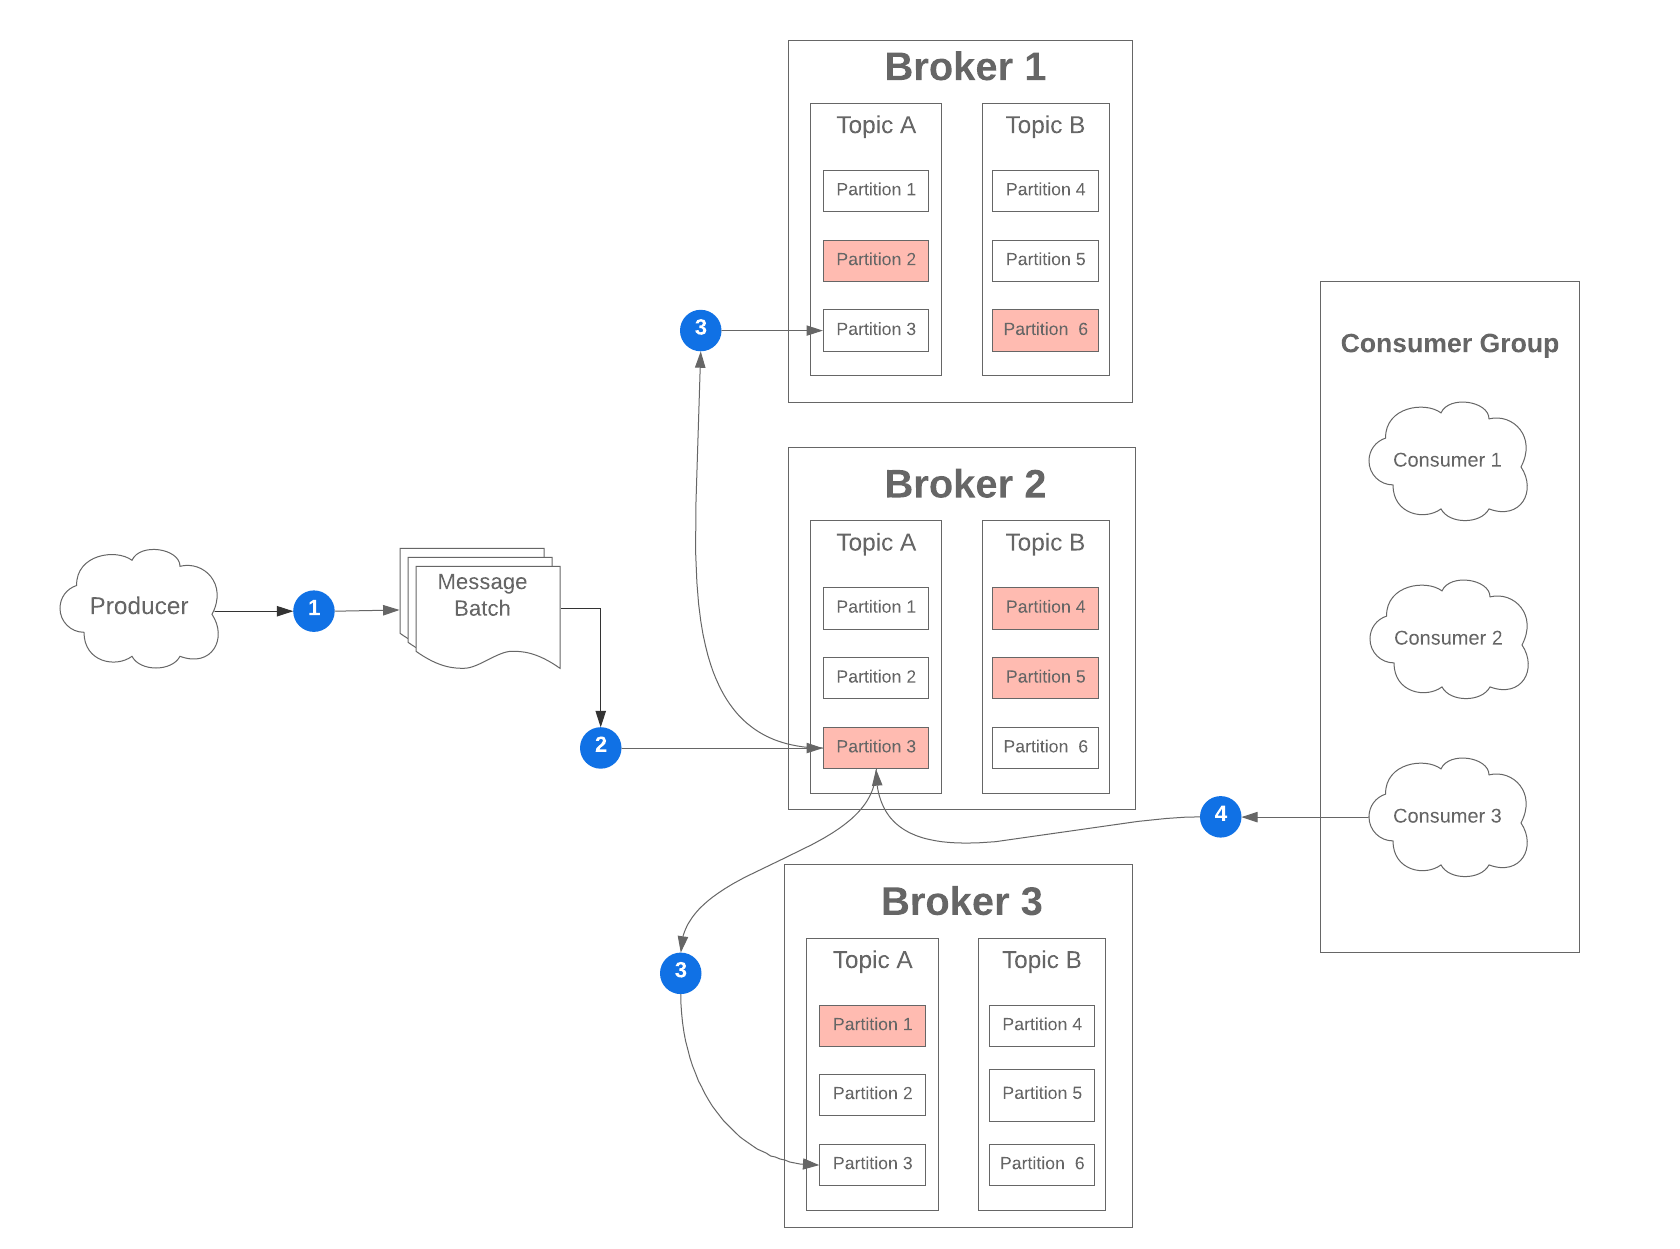 Broker 1
Topic A
Partition 1
Partition 2
Partition 3
Topic B
Partition 4
Partition 5
Partition 6
3
Consumer Group
Consumer 1
Consumer 2
Consumer 3
Broker 2
Topic A
Partition 1
Partition 2
Partition 3
Topic B
Partition 4
Partition 5
Partition 6
Producer
1
Message
Batch
2
4
Broker 3
Topic A
Partition 1
Partition 2
Partition 3
Topic B
Partition 4
Partition 5
Partition 6
3